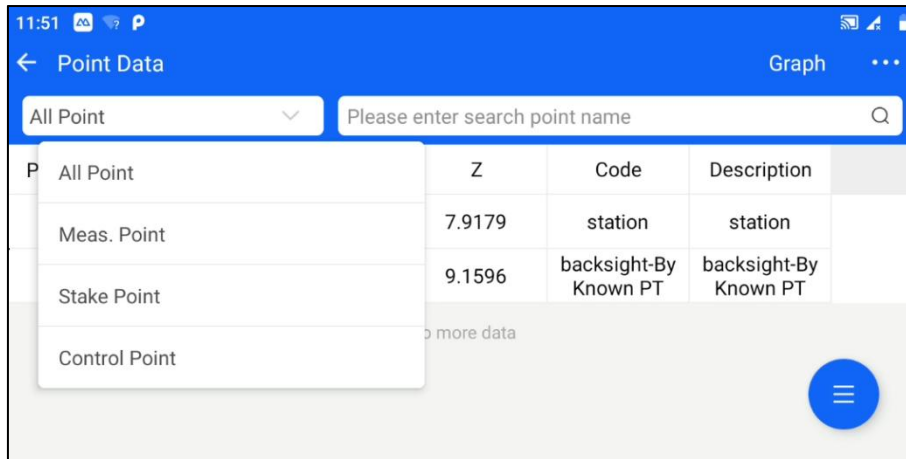 11:51
Point Data
Graph
All Point
Please enter search point name
All Point
Meas. Point
Stake Point
Control Point
P
Z
Code
Description
7.9179
station
station
9.1596
backsight-By
Known PT
backsight-By
Known PT
more data